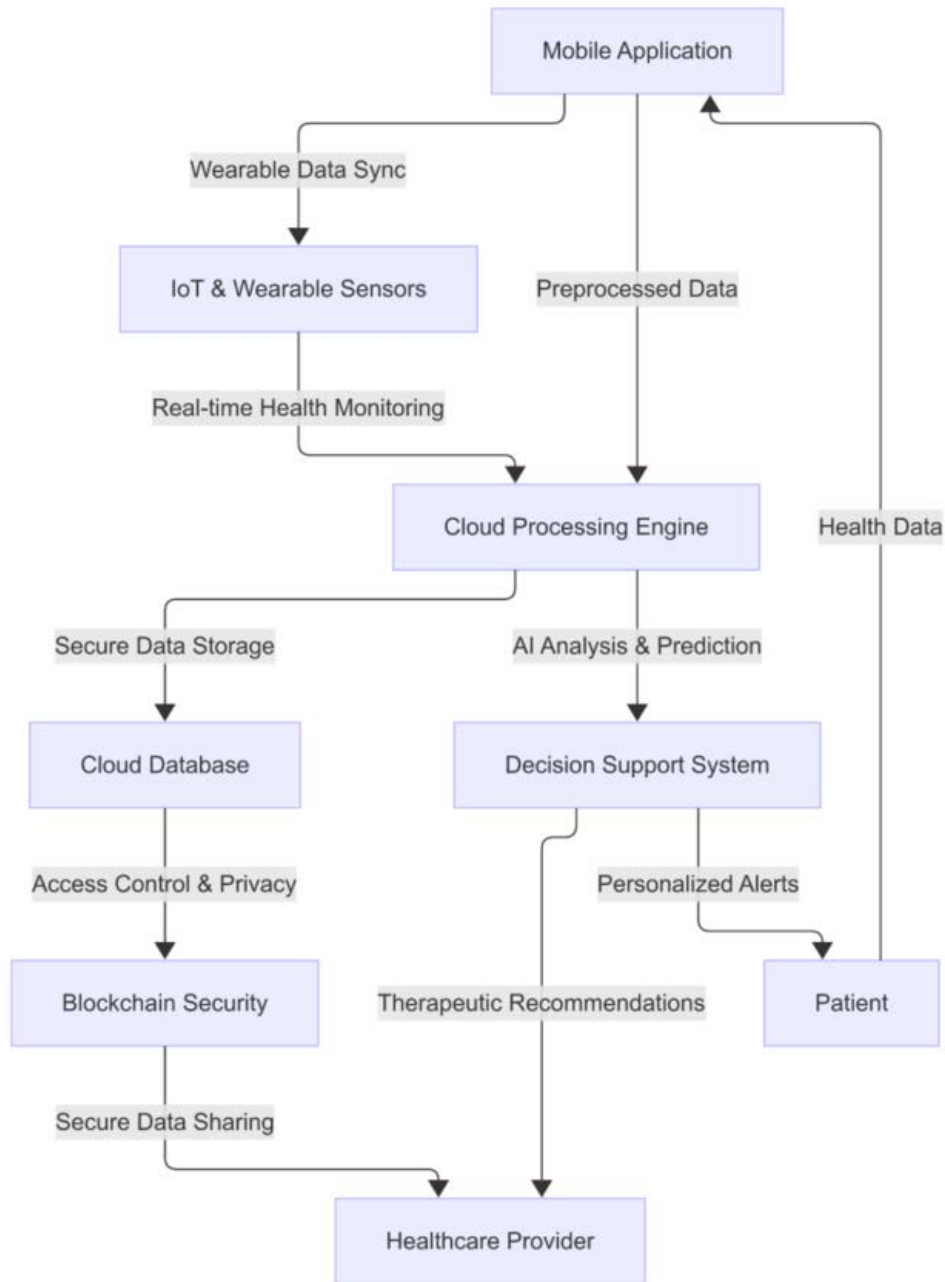 Mobile Application
Wearable Data Sync
IoT & Wearable Sensors
Preprocessed Data
Real-time Health Monitoring
Cloud Processing Engine
Health Data
Secure Data Storage
AI Analysis & Prediction
Cloud Database
Decision Support System
Access Control & Privacy
Personalized Alerts
Blockchain Security
Therapeutic Recommendations
Patient
Secure Data Sharing
Healthcare Provider